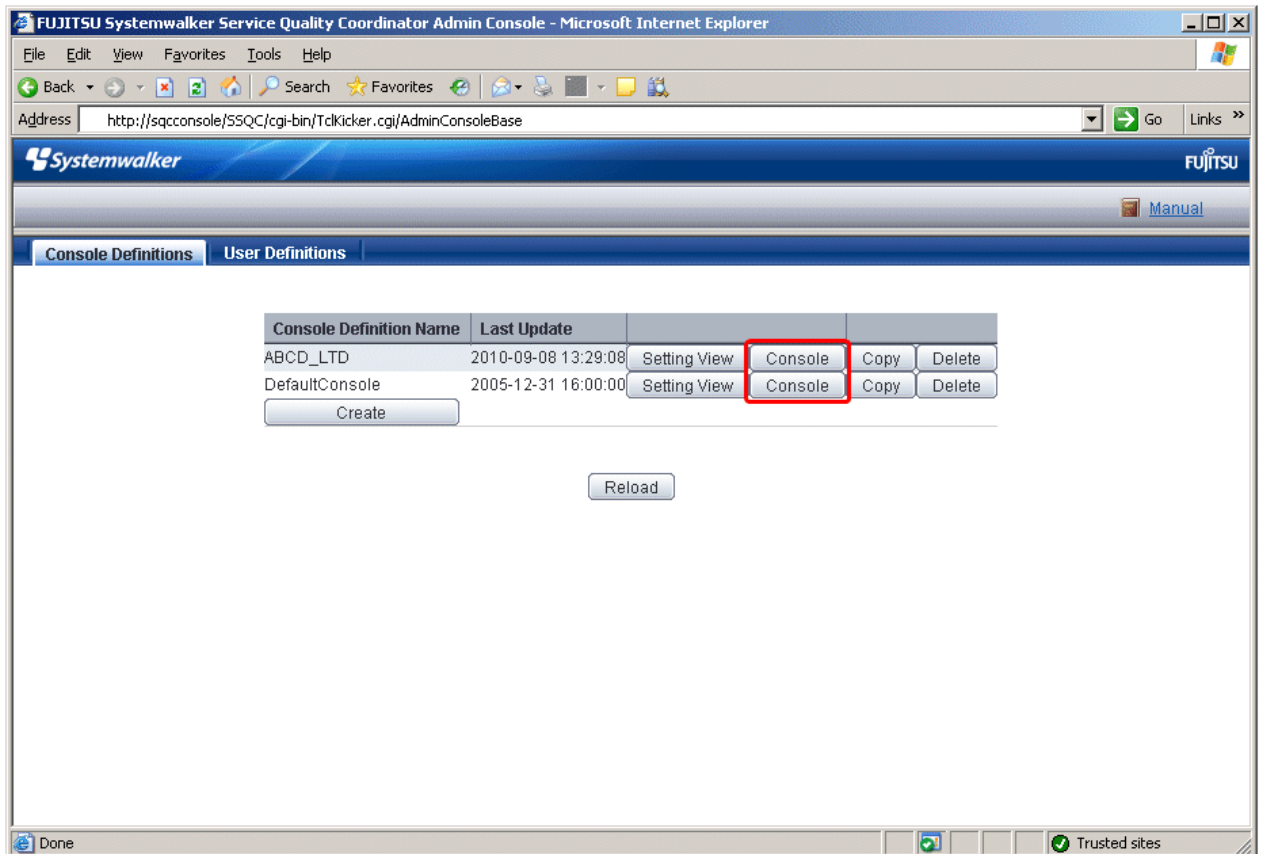 FUJITSU Systemwalker Service Quality Coordinator Admin Console - Microsoft Internet Explorer
File Edit View Favorites Tools Help
Back Search Favorites
Address http://sqcconsole/SSQC/cgi-bin/TclKicker.cgi/AdminConsoleBase Go Links »
Systemwalker FUJITSU
Manual
Console Definitions User Definitions
Console Definition Name Last Update
ABCD_LTD 2010-09-08 13:29:08 Setting View Console Copy Delete
DefaultConsole 2005-12-31 16:00:00 Setting View Console Copy Delete
Create
Reload
Done Trusted sites